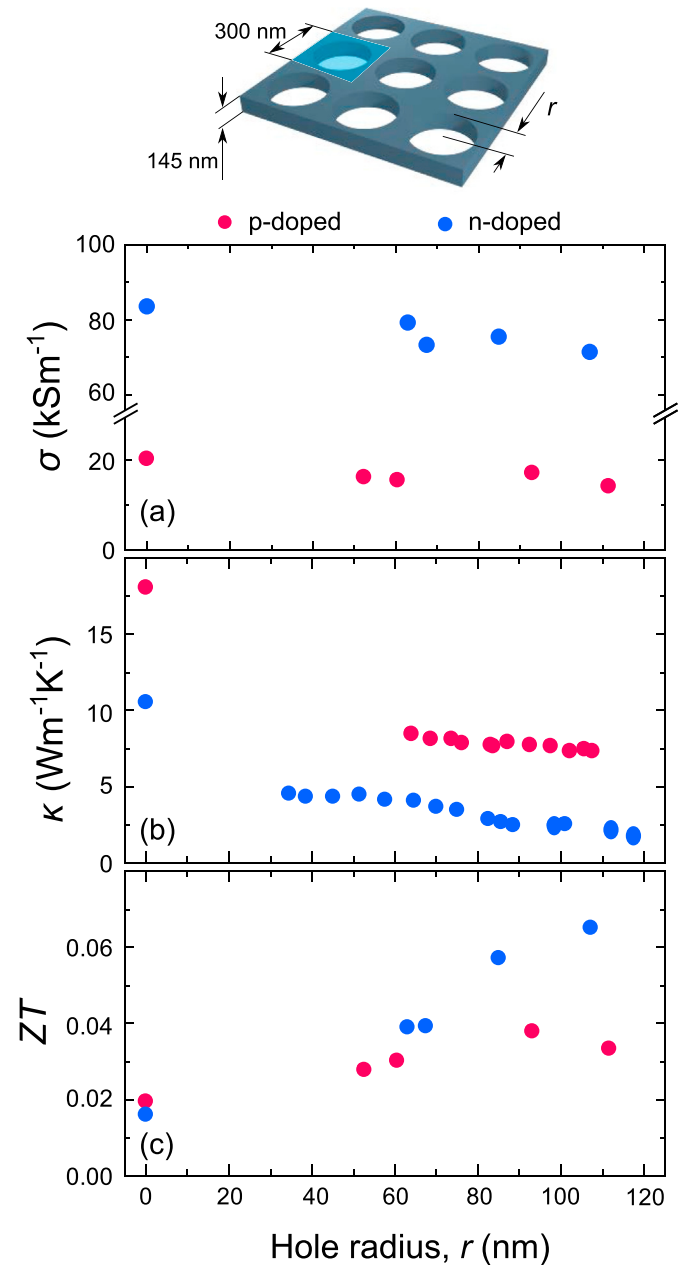 300 nm
r
145 nm
p-doped n-doped
100
80
60
20
0
σ (kSm⁻¹)
(a)
15
10
5
0
κ (Wm⁻¹K⁻¹)
(b)
0.06
0.04
0.02
0.00
ZT
(c)
0 20 40 60 80 100 120
Hole radius, r (nm)